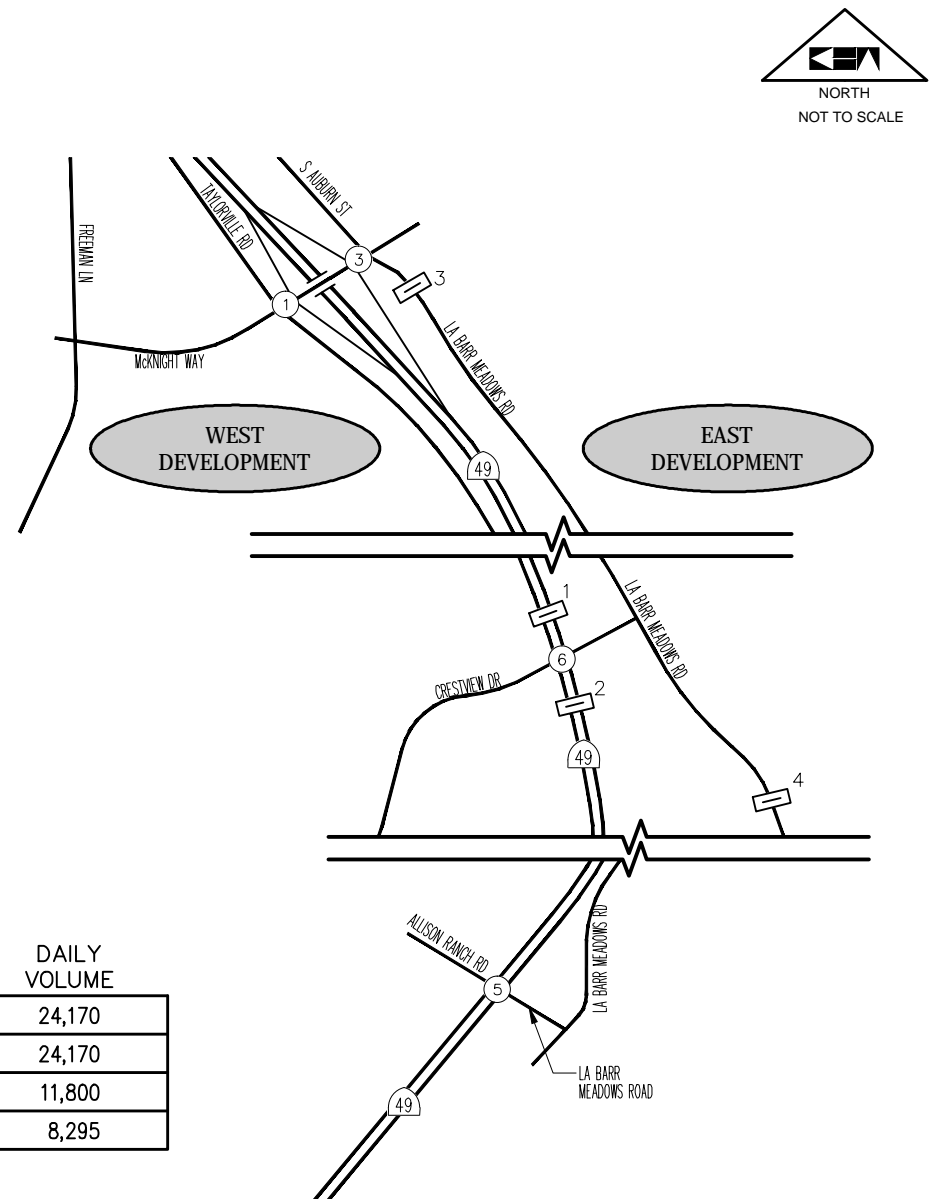 NORTH
NOT TO SCALE
S AUBURN ST
TAYLORVILLE RD
FREEMAN LN
3
3
1
McKNIGHT WAY
LA BARR MEADOWS RD
WEST
DEVELOPMENT
EAST
DEVELOPMENT
49
1
LA BARR MEADOWS RD
6
CRESTVIEW DR
2
49
4
ALLISON RANCH RD
LA BARR MEADOWS RD
5
LA BARR
MEADOWS ROAD
49
DAILY
VOLUME
24,170
24,170
11,800
8,295